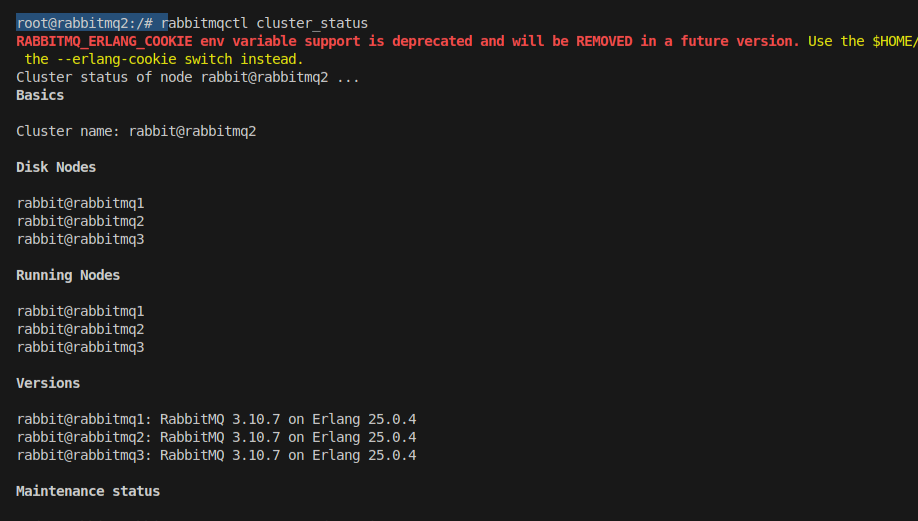 root@rabbitmq2:/# rabbitmqctl cluster_status
RABBITMQ_ERLANG_COOKIE env variable support is deprecated and will be REMOVED in a future version. Use the $HOME/
the --erlang-cookie switch instead.
Cluster status of node rabbit@rabbitmq2 ...
Basics
Cluster name: rabbit@rabbitmq2
Disk Nodes
rabbit@rabbitmq1
rabbit@rabbitmq2
rabbit@rabbitmq3
Running Nodes
rabbit@rabbitmq1
rabbit@rabbitmq2
rabbit@rabbitmq3
Versions
rabbit@rabbitmq1: RabbitMQ 3.10.7 on Erlang 25.0.4
rabbit@rabbitmq2: RabbitMQ 3.10.7 on Erlang 25.0.4
rabbit@rabbitmq3: RabbitMQ 3.10.7 on Erlang 25.0.4
Maintenance status